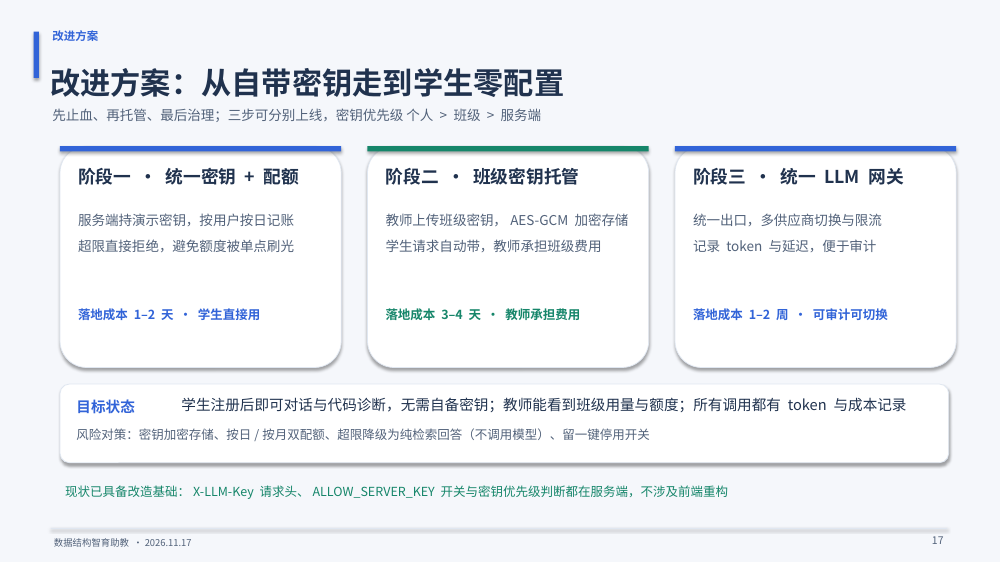 改进方案
改进方案：从自带密钥走到学生零配置
先止血、再托管、最后治理；三步可分别上线，密钥优先级 个人 > 班级 > 服务端
阶段一 · 统一密钥 + 配额
服务端持演示密钥，按用户按日记账
超限直接拒绝，避免额度被单点刷光
落地成本 1–2 天 · 学生直接用
阶段二 · 班级密钥托管
教师上传班级密钥， AES-GCM 加密存储
学生请求自动带，教师承担班级费用
落地成本 3–4 天 · 教师承担费用
阶段三 · 统一 LLM 网关
统一出口，多供应商切换与限流
记录 token 与延迟，便于审计
落地成本 1–2 周 · 可审计可切换
目标状态 学生注册后即可对话与代码诊断，无需自备密钥；教师能看到班级用量与额度；所有调用都有 token 与成本记录
风险对策：密钥加密存储、按日 / 按月双配额、超限降级为纯检索回答（不调用模型）、留一键停用开关
现状已具备改造基础： X-LLM-Key 请求头、 ALLOW_SERVER_KEY 开关与密钥优先级判断都在服务端，不涉及前端重构
数据结构智育助教 · 2026.11.17
17